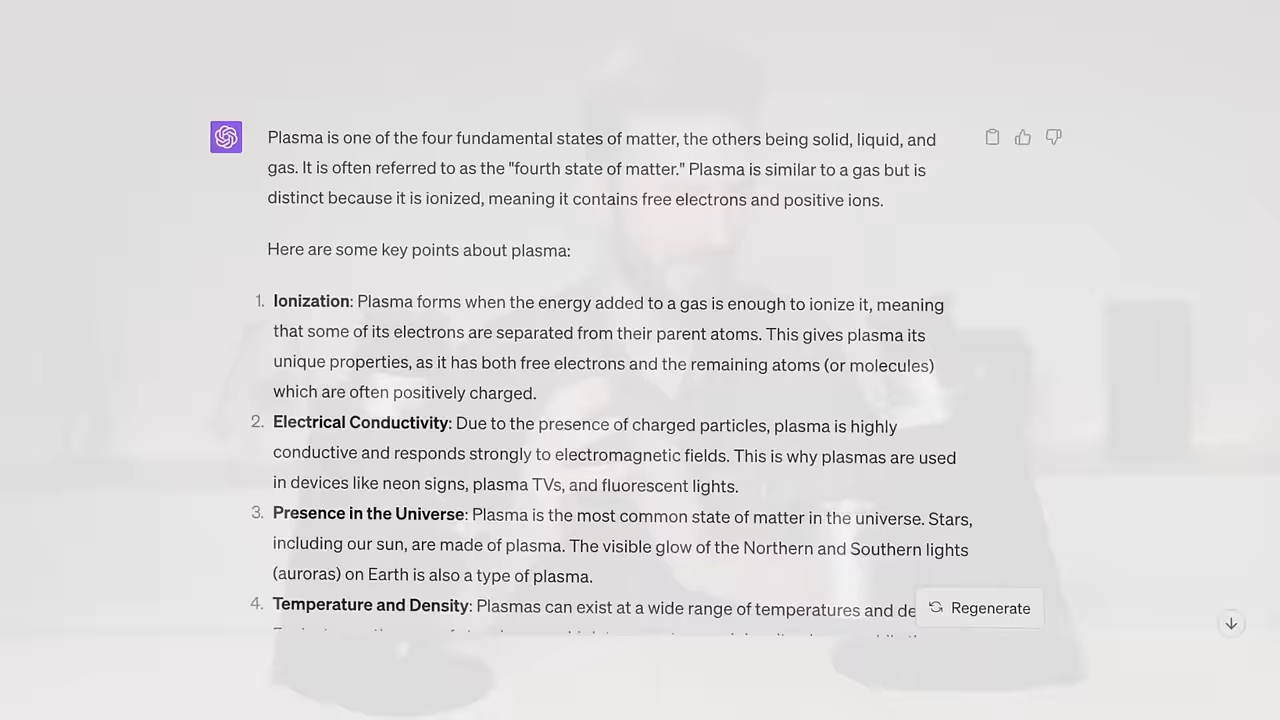 Plasma is one of the four fundamental states of matter, the others being solid, liquid, and
gas. It is often referred to as the "fourth state of matter." Plasma is similar to a gas but is
distinct because it is ionized, meaning it contains free electrons and positive ions.
Here are some key points about plasma:
1. Ionization: Plasma forms when the energy added to a gas is enough to ionize it, meaning
that some of its electrons are separated from their parent atoms. This gives plasma its
unique properties, as it has both free electrons and the remaining atoms (or molecules)
which are often positively charged.
2. Electrical Conductivity: Due to the presence of charged particles, plasma is highly
conductive and responds strongly to electromagnetic fields. This is why plasmas are used
in devices like neon signs, plasma TVs, and fluorescent lights.
3. Presence in the Universe: Plasma is the most common state of matter in the universe. Stars,
including our sun, are made of plasma. The visible glow of the Northern and Southern lights
(auroras) on Earth is also a type of plasma.
4. Temperature and Density: Plasmas can exist at a wide range of temperatures and de
Regenerate